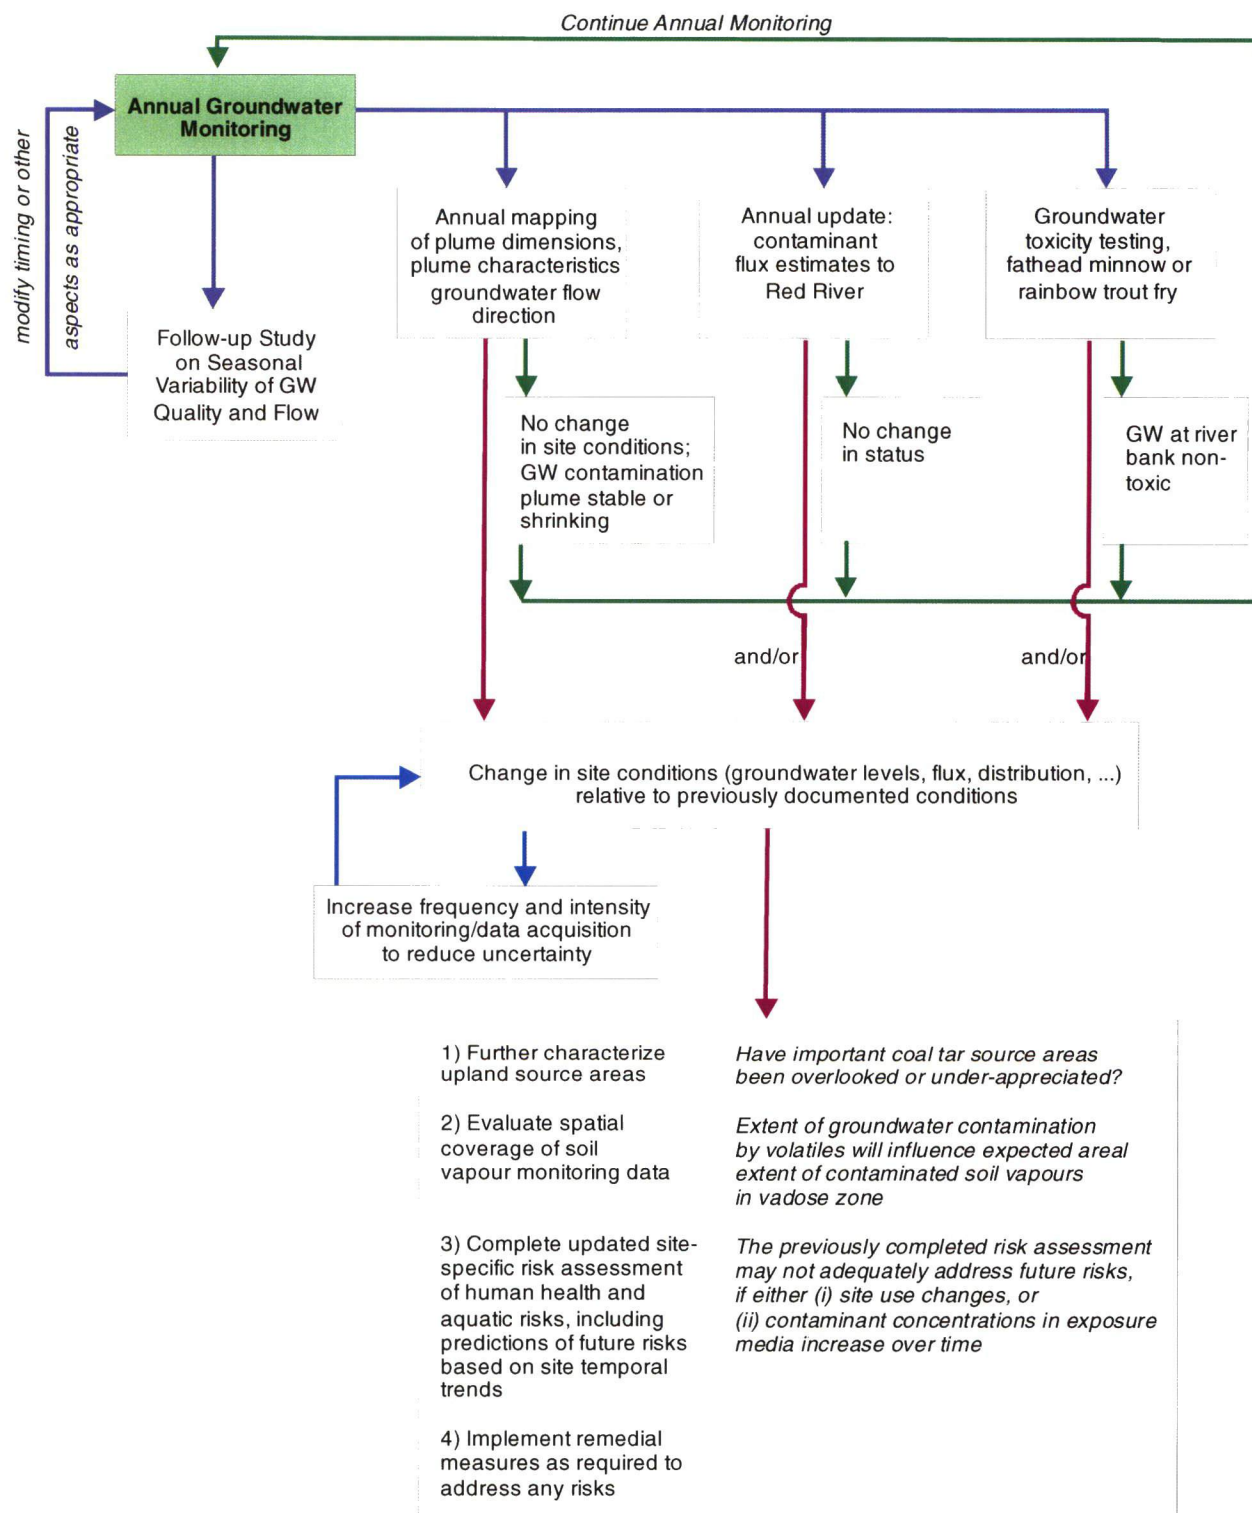 Continue Annual Monitoring
Annual Groundwater
Monitoring
modify timing or other
aspects as appropriate
Annual mapping
of plume dimensions,
plume characteristics
groundwater flow
direction
Annual update:
contaminant
flux estimates to
Red River
Groundwater
toxicity testing,
fathead minnow or
rainbow trout fry
Follow-up Study
on Seasonal
Variability of GW
Quality and Flow
No change
in site conditions;
GW contamination
plume stable or
shrinking
No change
in status
GW at river
bank non-
toxic
and/or
and/or
Change in site conditions (groundwater levels, flux, distribution, ...)
relative to previously documented conditions
Increase frequency and intensity
of monitoring/data acquisition
to reduce uncertainty
1) Further characterize
upland source areas
Have important coal tar source areas
been overlooked or under-appreciated?
2) Evaluate spatial
coverage of soil
vapour monitoring data
Extent of groundwater contamination
by volatiles will influence expected areal
extent of contaminated soil vapours
in vadose zone
3) Complete updated site-
specific risk assessment
of human health and
aquatic risks, including
predictions of future risks
based on site temporal
trends
The previously completed risk assessment
may not adequately address future risks,
if either (i) site use changes, or
(ii) contaminant concentrations in exposure
media increase over time
4) Implement remedial
measures as required to
address any risks